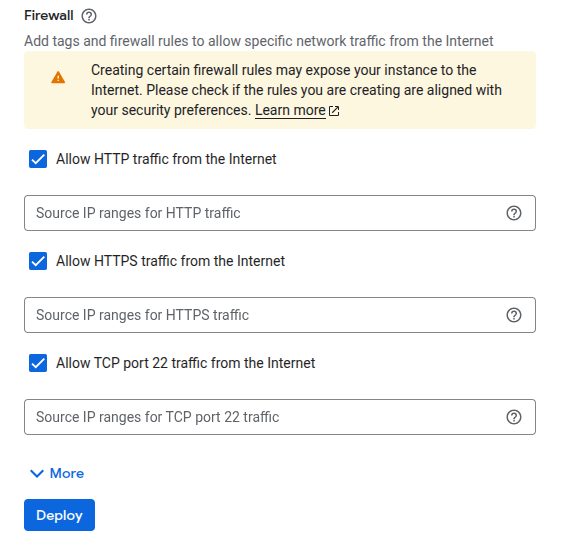 Firewall
Add tags and firewall rules to allow specific network traffic from the Internet
Creating certain firewall rules may expose your instance to the
Internet. Please check if the rules you are creating are aligned with
your security preferences. Learn more
Allow HTTP traffic from the Internet
Source IP ranges for HTTP traffic
Allow HTTPS traffic from the Internet
Source IP ranges for HTTPS traffic
Allow TCP port 22 traffic from the Internet
Source IP ranges for TCP port 22 traffic
More
Deploy